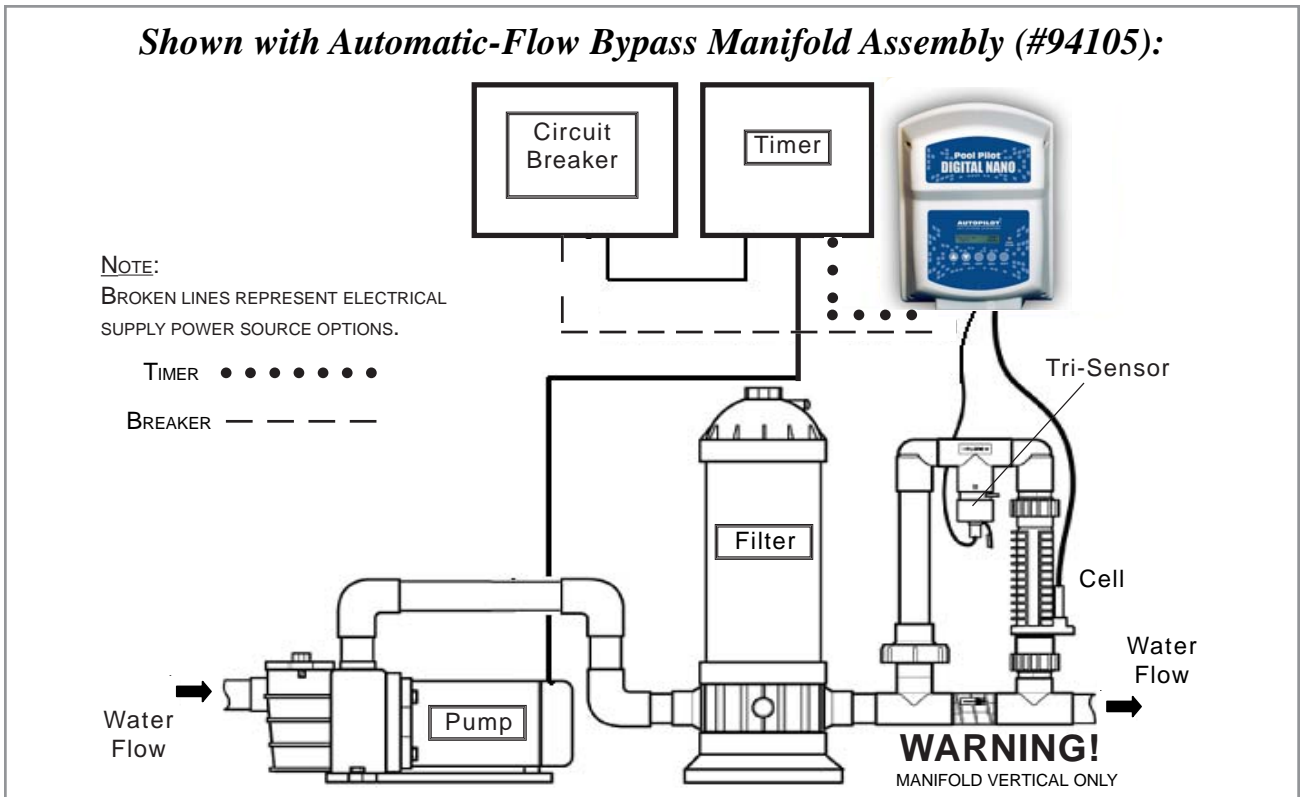 Shown with Automatic-Flow Bypass Manifold Assembly (#94105):
Circuit
Breaker
Timer
Pool Pilot
DIGITAL NANO
AUTOPILOT
NOTE:
BROKEN LINES REPRESENT ELECTRICAL
SUPPLY POWER SOURCE OPTIONS.
TIMER
BREAKER
Tri-Sensor
Filter
Cell
Water
Flow
Pump
Water
Flow
WARNING!
MANIFOLD VERTICAL ONLY